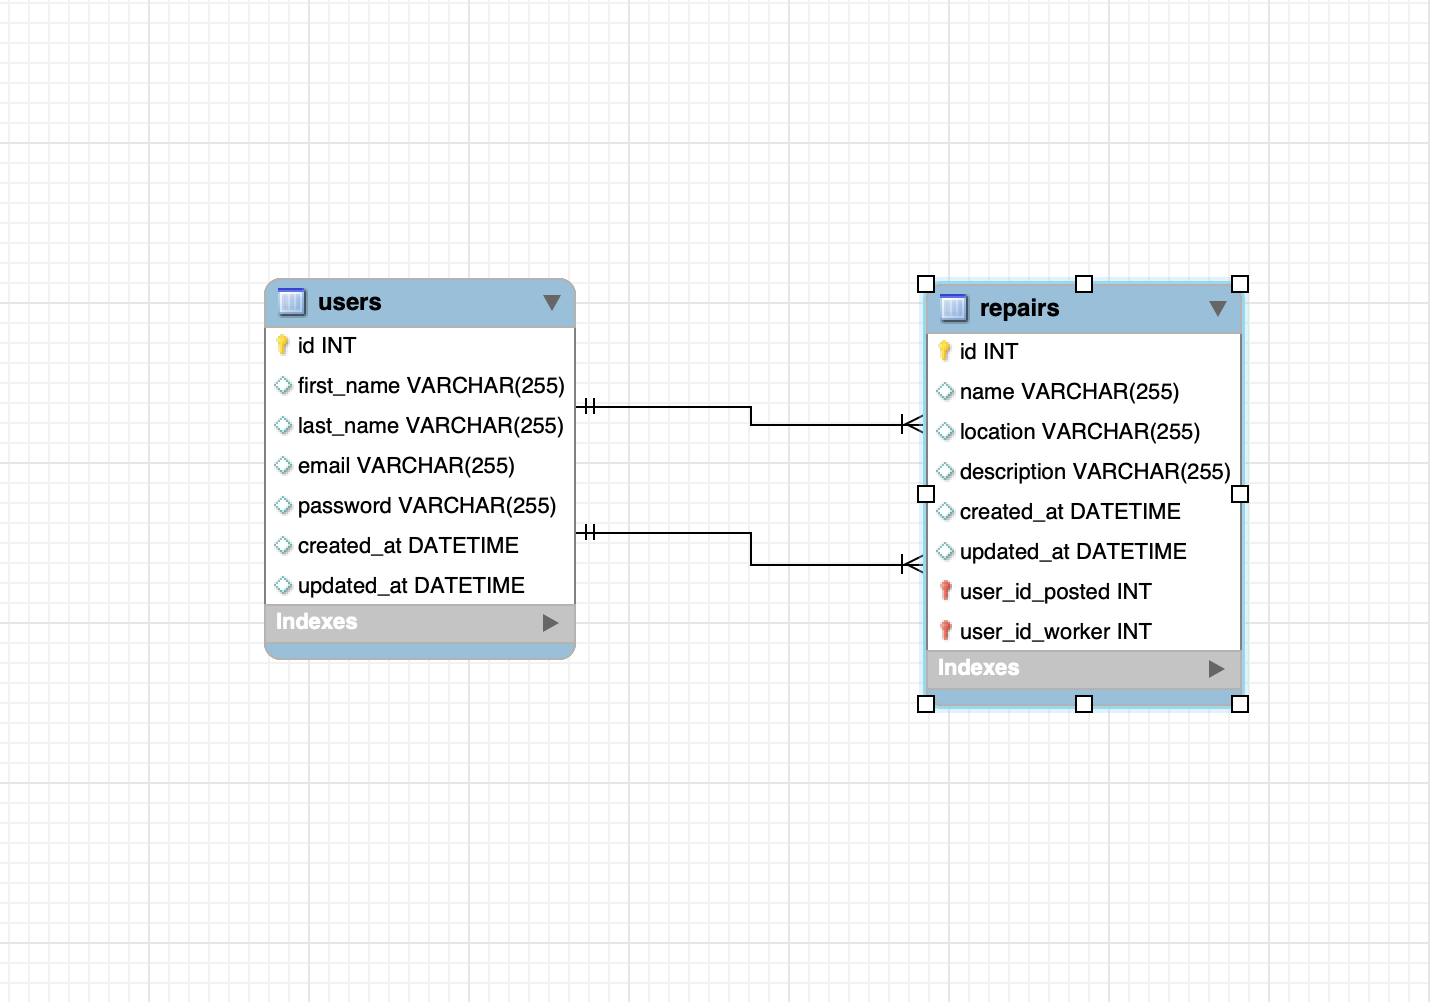 users
id INT
first_name VARCHAR(255)
last_name VARCHAR(255)
email VARCHAR(255)
password VARCHAR(255)
created_at DATETIME
updated_at DATETIME
Indexes
repairs
id INT
name VARCHAR(255)
location VARCHAR(255)
description VARCHAR(255)
created_at DATETIME
updated_at DATETIME
user_id_posted INT
user_id_worker INT
Indexes